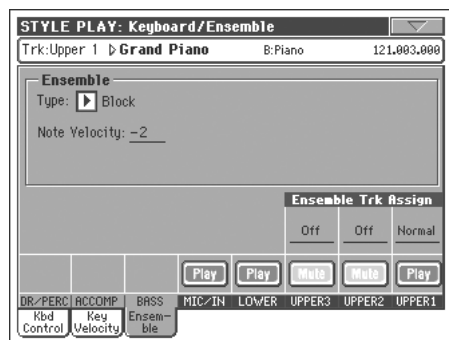 STYLE PLAY: Keyboard/Ensemble
Trk:Upper 1 ▷Grand Piano B:Piano 121.003.000
Ensemble
Type: ▶ Block
Note Velocity: -2
Ensemble Trk Assign
Off Off Normal
Play Play Mute Mute Play
DR/PERC ACCOMP BASS MIC/IN LOWER UPPER3 UPPER2 UPPER1
Kbd Key Ensem-
Control Velocity ble